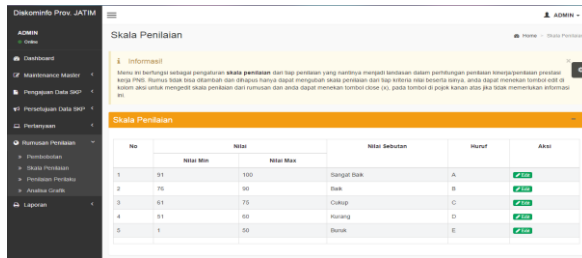 Diskominfo Prov. JATIM
ADMIN
ADMIN
Online
Dashboard
Maintenance Master
Pengajuan Data SKP
Persetujuan Data SKP
Pertanyaan
Rumusan Penilaian
Pembobotan
Skala Penilaian
Penilaian Perilaku
Analisa Grafik
Laporan
Skala Penilaian
Home > Skala Penilaian
Informasi!
Menu ini berfungsi sebagai pengaturan skala penilaian dari tiap penilaian yang nantinya menjadi landasan dalam perhitungan penilaian kinerja/penilaian prestasi
kerja PNS. Rumus tidak bisa ditambah dan dihapus hanya dapat mengubah skala penilaian dari tiap kriteria nilai beserta isinya. anda dapat menekan tombol edit di
kolom aksi untuk mengedit skala penilaian dari rumusan dan anda dapat menekan tombol close (x), pada tombol di pojok kanan atas jika tidak memerlukan informasi
ini.
Skala Penilaian
No Nilai Nilai Sebutan Huruf Aksi
Nilai Min Nilai Max
1 91 100 Sangat Baik A Edit
2 76 90 Baik B Edit
3 61 75 Cukup C Edit
4 51 60 Kurang D Edit
5 1 50 Buruk E Edit